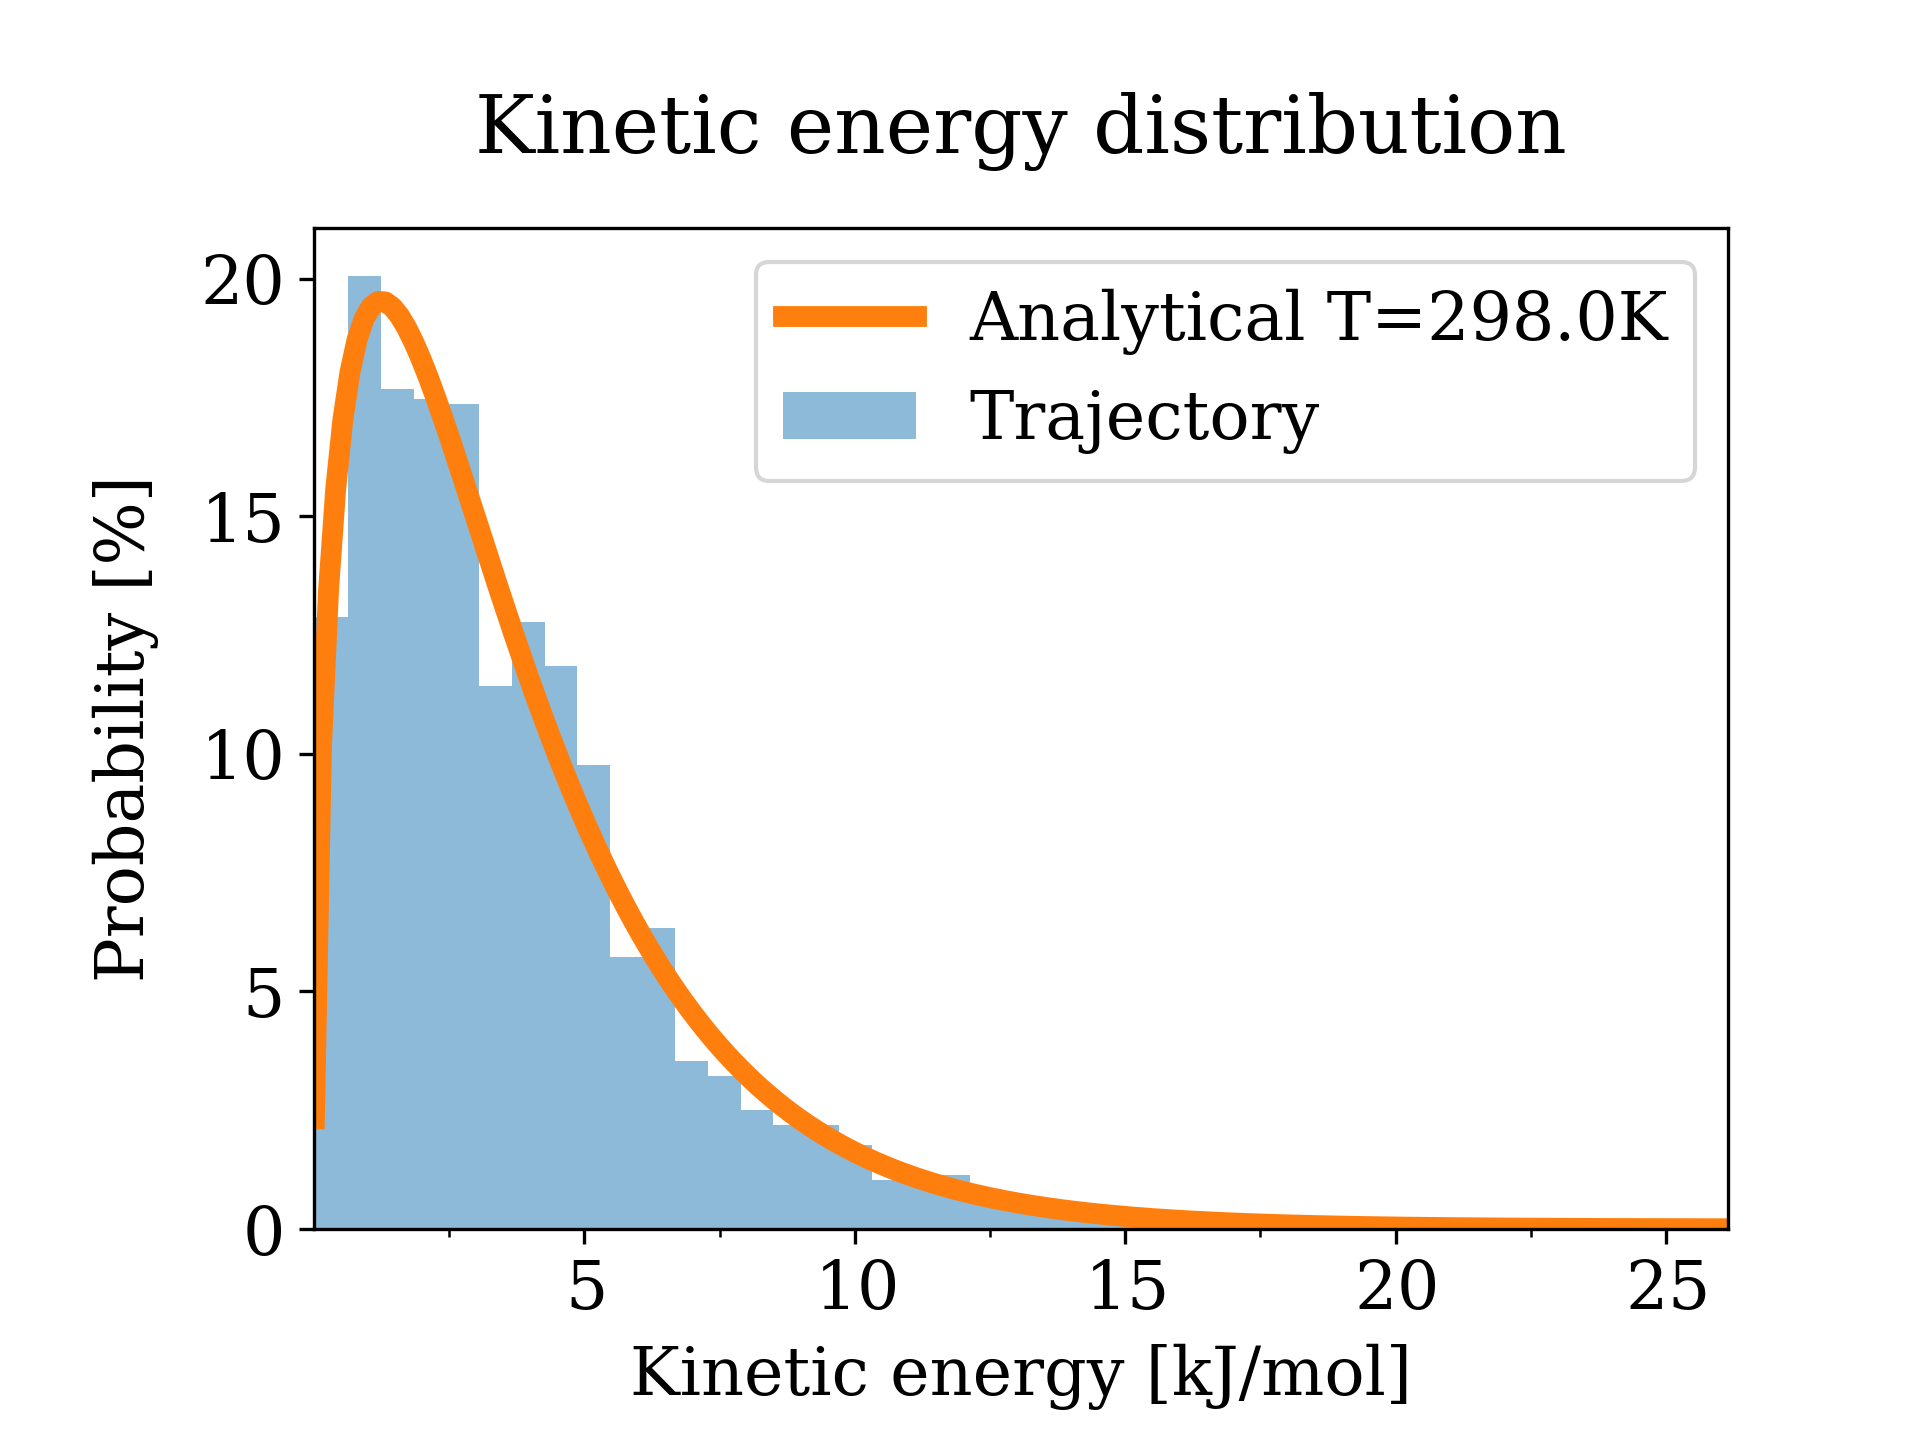 Kinetic energy distribution
Analytical T=298.0K
Trajectory
Probability [%]
20
15
10
5
0
5 10 15 20 25
Kinetic energy [kJ/mol]